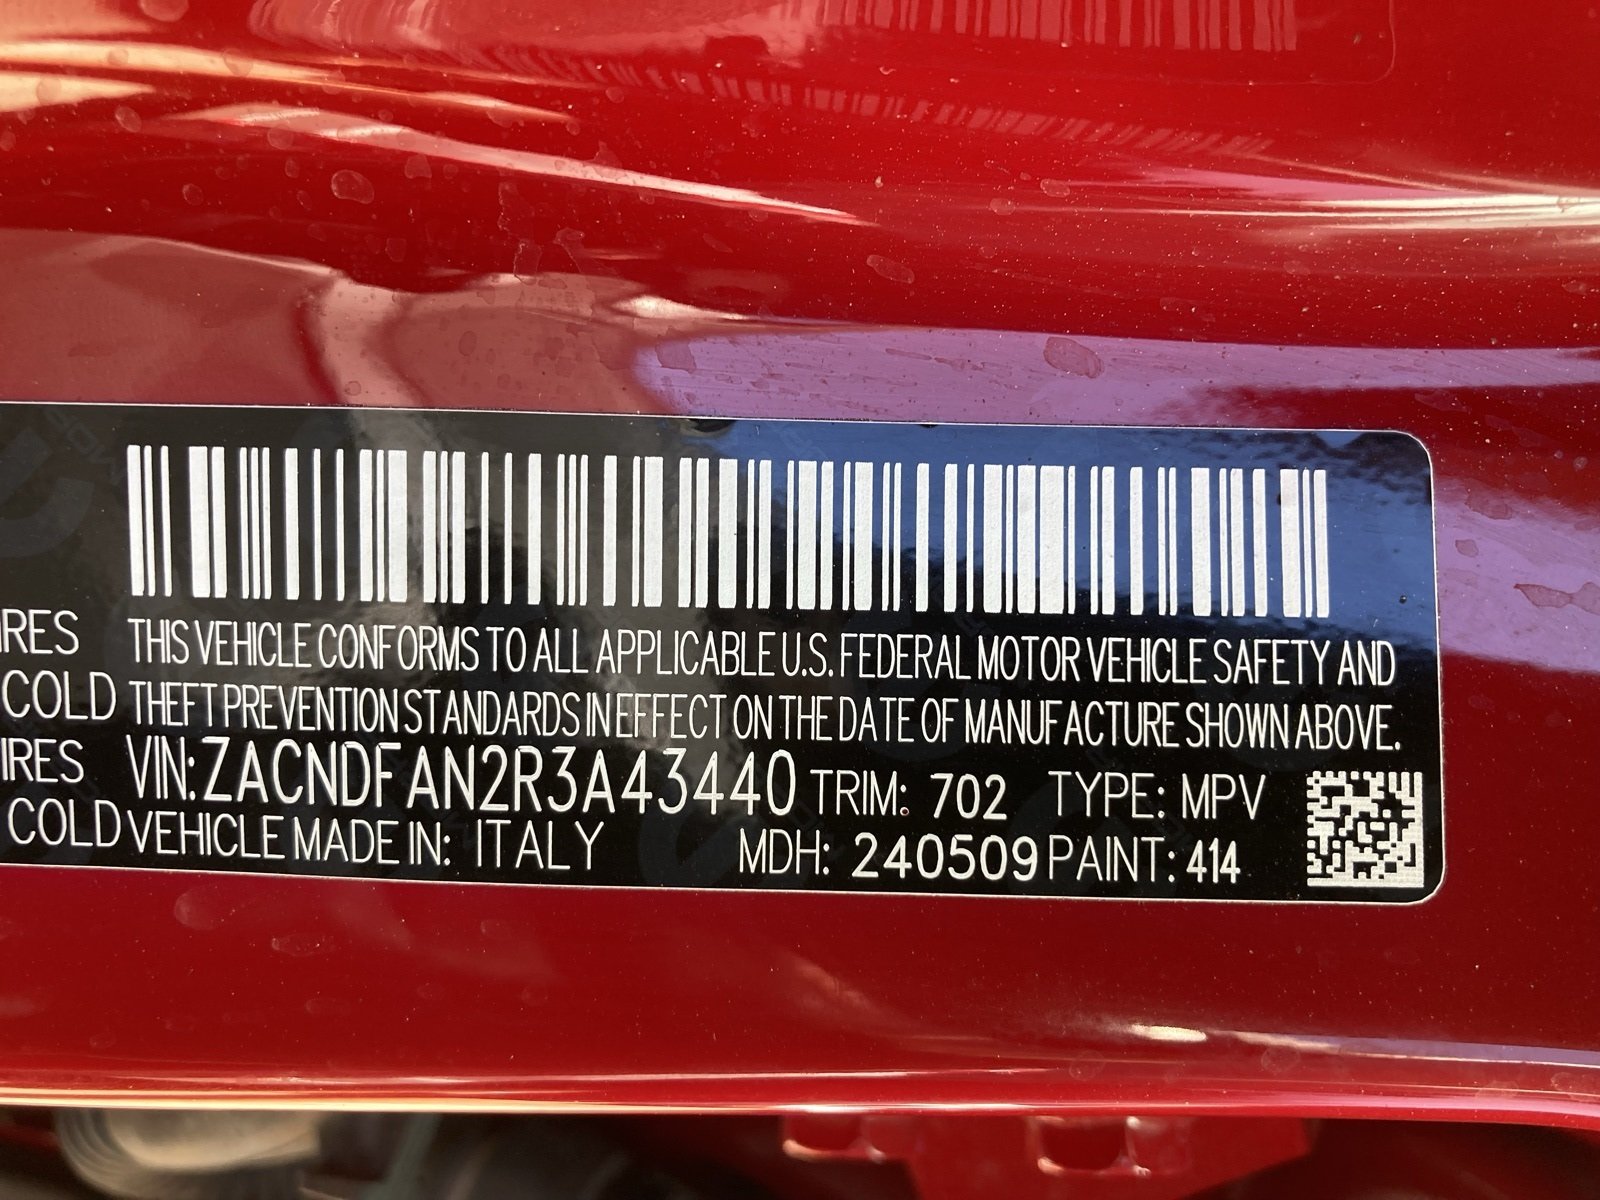 THIS VEHICLE CONFORMS TO ALL APPLICABLE U.S. FEDERAL MOTOR VEHICLE SAFETY AND
IRES
THEFT PREVENTION STANDARDS IN EFFECT ON THE DATE OF MANUFACTURE SHOWN ABOVE.
COLD
VIN: ZACNDFAN2R3A43440 TRIM: 702 TYPE: MPV
IRES
VEHICLE MADE IN: ITALY MDH: 240509 PAINT: 414
COLD